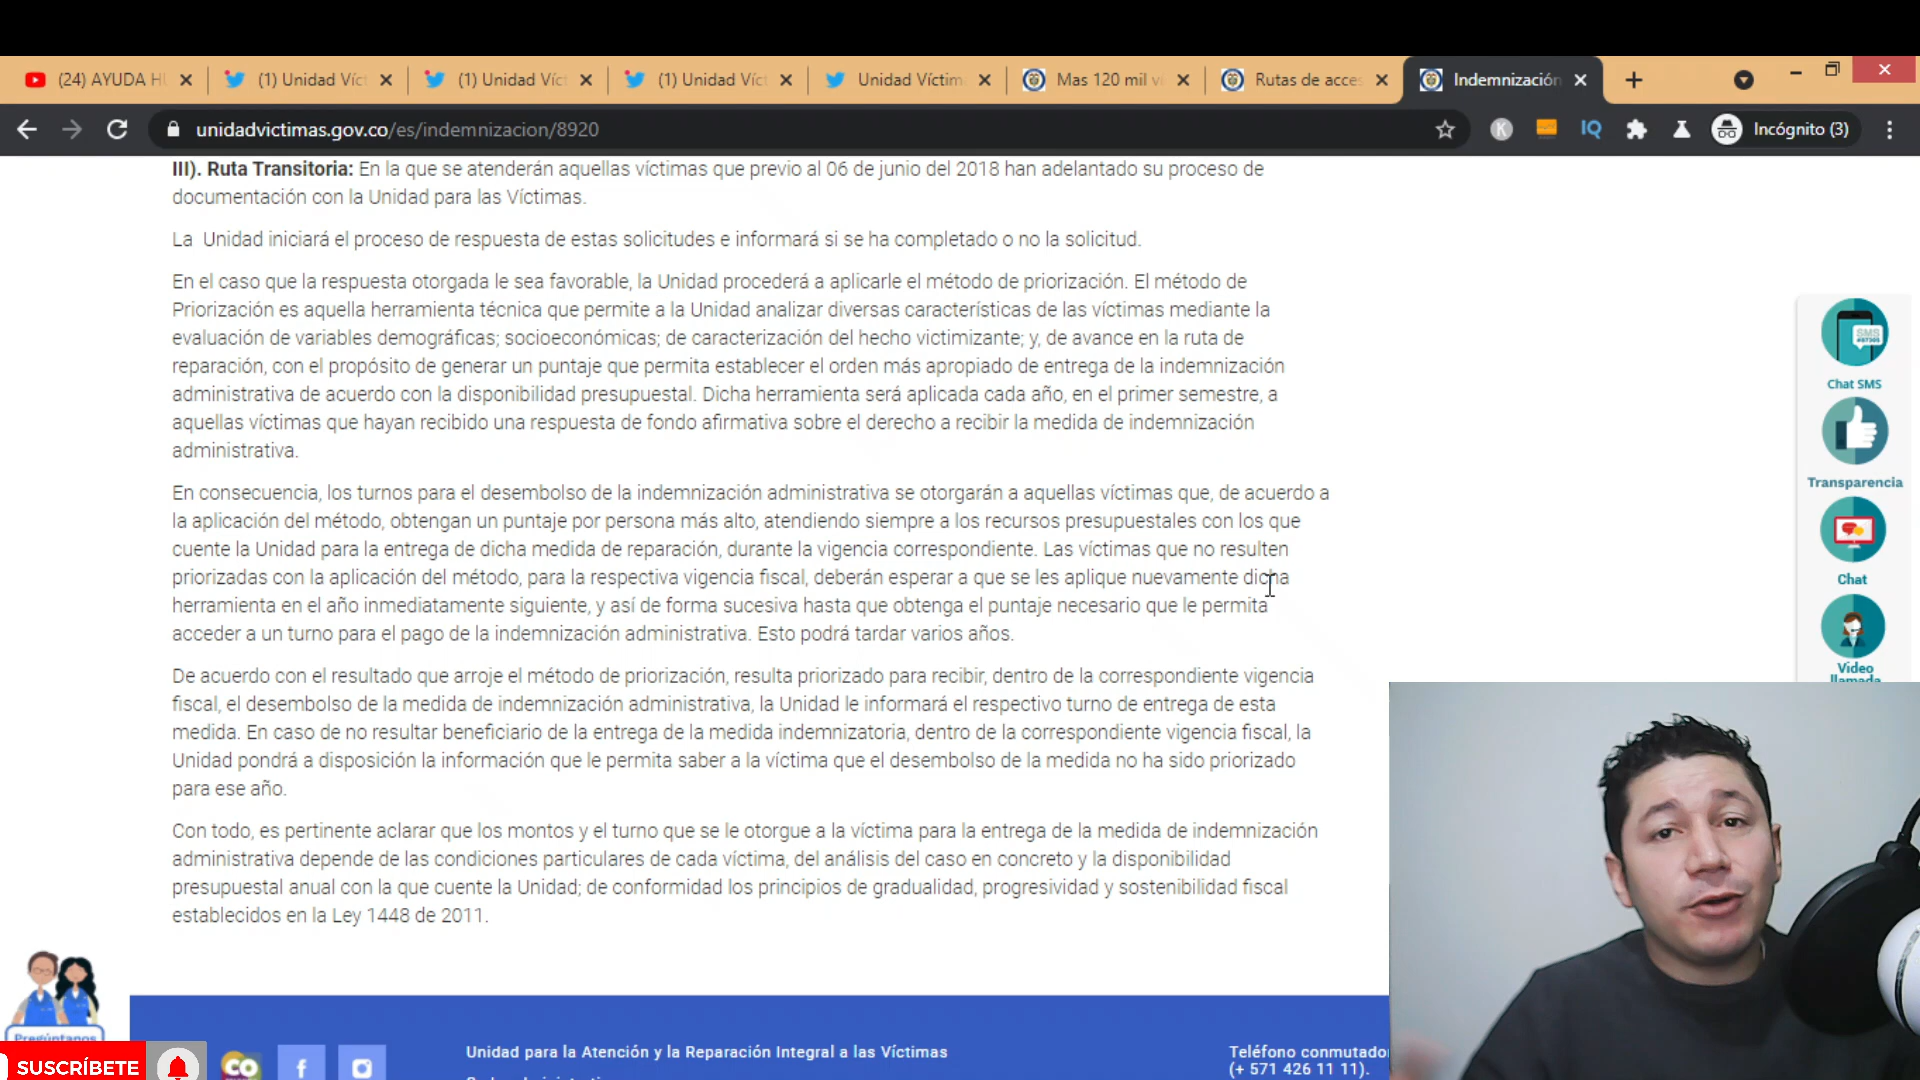 (24) AYUDA H
(1) Unidad Víc
(1) Unidad Víc
(1) Unidad Víc
Unidad Víctim
Mas 120 mil v
Rutas de acce
Indemnización
unidadvictimas.gov.co/es/indemnizacion/8920
IQ
Incógnito (3)
III). Ruta Transitoria: En la que se atenderán aquellas víctimas que previo al 06 de junio del 2018 han adelantado su proceso de
documentación con la Unidad para las Víctimas.
La Unidad iniciará el proceso de respuesta de estas solicitudes e informará si se ha completado o no la solicitud.
En el caso que la respuesta otorgada le sea favorable, la Unidad procederá a aplicarle el método de priorización. El método de
Priorización es aquella herramienta técnica que permite a la Unidad analizar diversas características de las víctimas mediante la
evaluación de variables demográficas; socioeconómicas; de caracterización del hecho victimizante; y, de avance en la ruta de
reparación, con el propósito de generar un puntaje que permita establecer el orden más apropiado de entrega de la indemnización
administrativa de acuerdo con la disponibilidad presupuestal. Dicha herramienta será aplicada cada año, en el primer semestre, a
aquellas víctimas que hayan recibido una respuesta de fondo afirmativa sobre el derecho a recibir la medida de indemnización
administrativa.
En consecuencia, los turnos para el desembolso de la indemnización administrativa se otorgarán a aquellas víctimas que, de acuerdo a
la aplicación del método, obtengan un puntaje por persona más alto, atendiendo siempre a los recursos presupuestales con los que
cuente la Unidad para la entrega de dicha medida de reparación, durante la vigencia correspondiente. Las víctimas que no resulten
priorizadas con la aplicación del método, para la respectiva vigencia fiscal, deberán esperar a que se les aplique nuevamente dicha
herramienta en el año inmediatamente siguiente, y así de forma sucesiva hasta que obtenga el puntaje necesario que le permita
acceder a un turno para el pago de la indemnización administrativa. Esto podrá tardar varios años.
De acuerdo con el resultado que arroje el método de priorización, resulta priorizado para recibir, dentro de la correspondiente vigencia
fiscal, el desembolso de la medida de indemnización administrativa, la Unidad le informará el respectivo turno de entrega de esta
medida. En caso de no resultar beneficiario de la entrega de la medida indemnizatoria, dentro de la correspondiente vigencia fiscal, la
Unidad pondrá a disposición la información que le permita saber a la víctima que el desembolso de la medida no ha sido priorizado
para ese año.
Con todo, es pertinente aclarar que los montos y el turno que se le otorgue a la víctima para la entrega de la medida de indemnización
administrativa depende de las condiciones particulares de cada víctima, del análisis del caso en concreto y la disponibilidad
presupuestal anual con la que cuente la Unidad; de conformidad los principios de gradualidad, progresividad y sostenibilidad fiscal
establecidos en la Ley 1448 de 2011.
Chat SMS
Transparencia
Chat
Video
llamada
Pregúntanos
SUSCRÍBETE
CO
Unidad para la Atención y la Reparación Integral a las Víctimas
Teléfono conmutado
(+ 571 426 11 11).